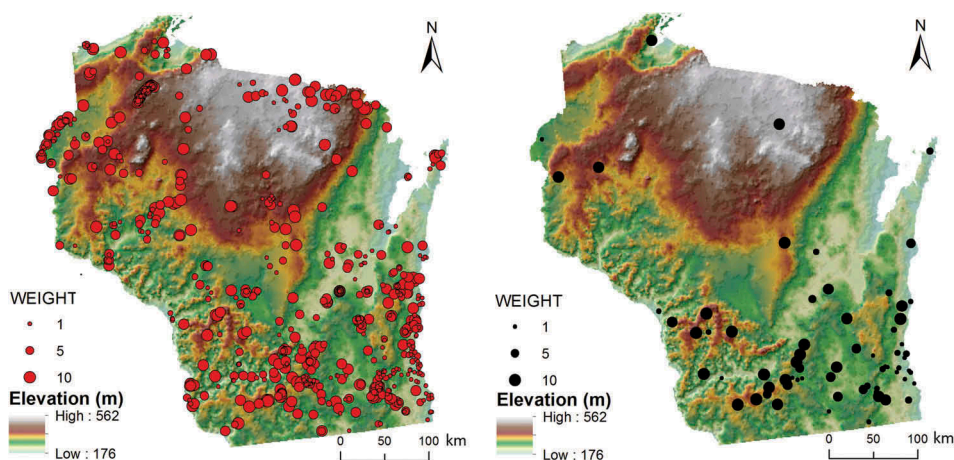 N
WEIGHT
1
5
10
Elevation (m)
High : 562
Low : 176
0 50 100 km
N
WEIGHT
1
5
10
Elevation (m)
High : 562
Low : 176
0 50 100 km